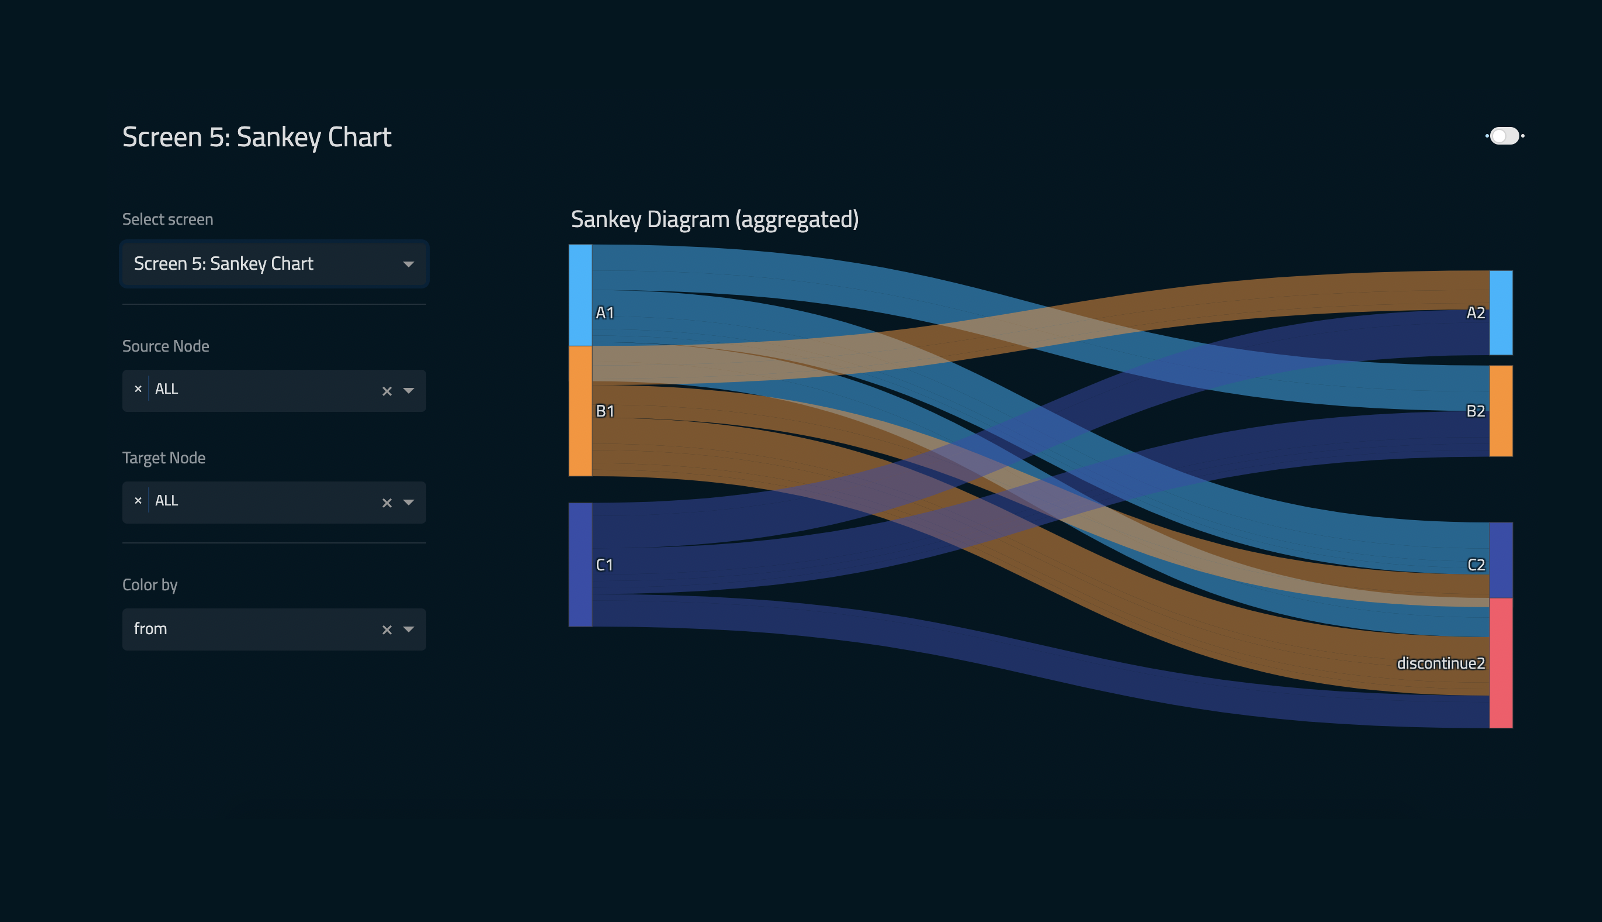 Screen 5: Sankey Chart
Select screen
Screen 5: Sankey Chart
Source Node
× ALL ×
Target Node
× ALL ×
Color by
from ×
Sankey Diagram (aggregated)
A1
B1
C1
A2
B2
C2
discontinue2